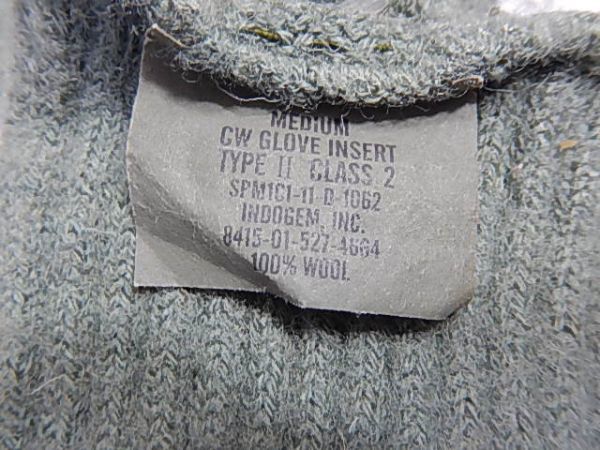 MEDIUM
CW GLOVE INSERT
TYPE II CLASS 2
SPM1C1-11-D-1062
INDOGEM, INC.
8415-01-527-4664
100% WOOL